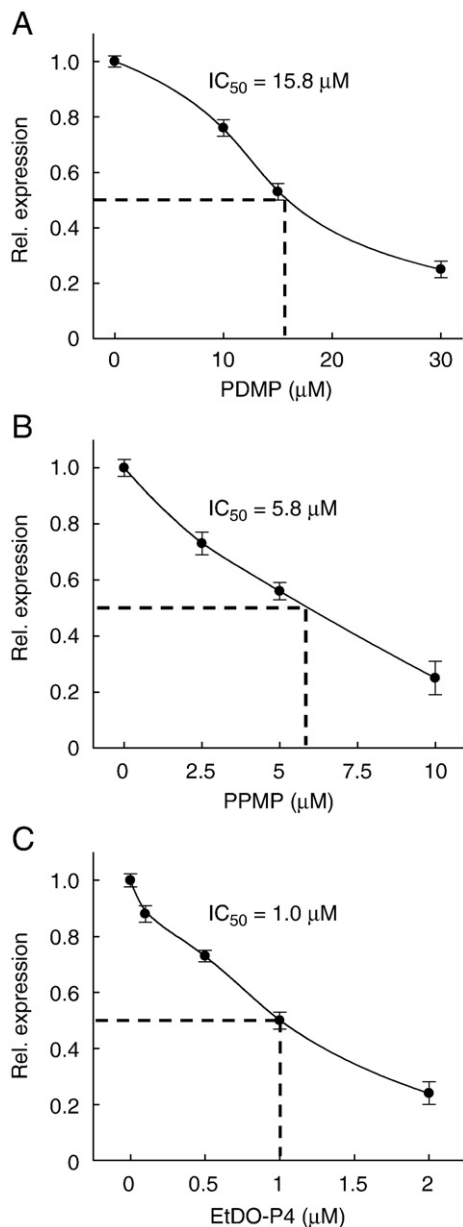 A
1.0
0.8
0.6
0.4
0.2
0
Rel. expression
IC50 = 15.8 µM
0 10 20 30
PDMP (µM)
B
1.0
0.8
0.6
0.4
0.2
0
Rel. expression
IC50 = 5.8 µM
0 2.5 5 7.5 10
PPMP (µM)
C
1.0
0.8
0.6
0.4
0.2
0
Rel. expression
IC50 = 1.0 µM
0 0.5 1 1.5 2
EtDO-P4 (µM)